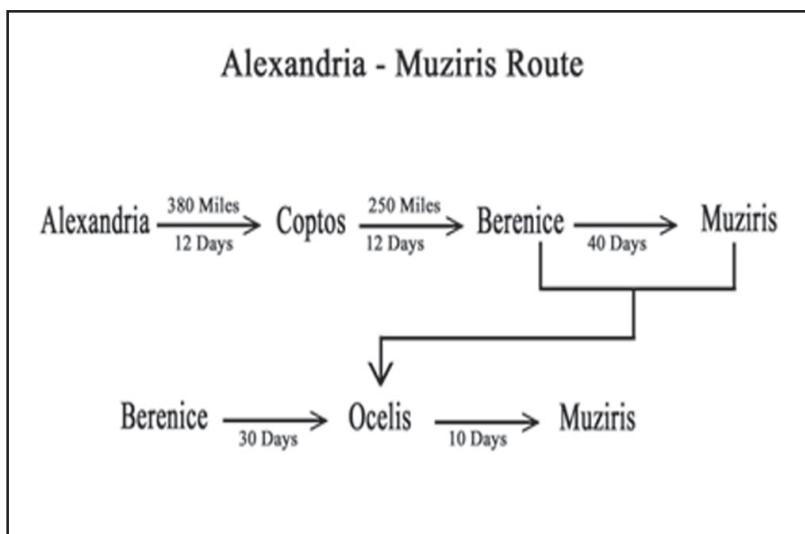 Alexandria - Muziris Route
380 Miles 250 Miles
Alexandria Coptos Berenice Muziris
12 Days 12 Days 40 Days
Berenice Ocelis Muziris
30 Days 10 Days